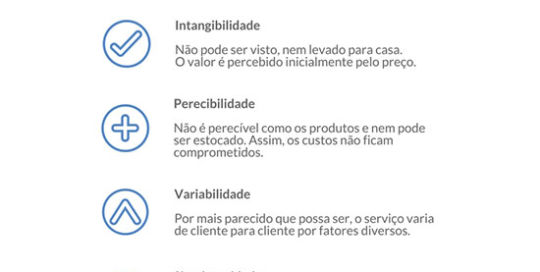 Intangibilidade
Não pode ser visto, nem levado para casa.
O valor é percebido inicialmente pelo preço.
Perecibilidade
Não é perecível como os produtos e nem pode
ser estocado. Assim, os custos não ficam
comprometidos.
Variabilidade
Por mais parecido que possa ser, o serviço varia
de cliente para cliente por fatores diversos.